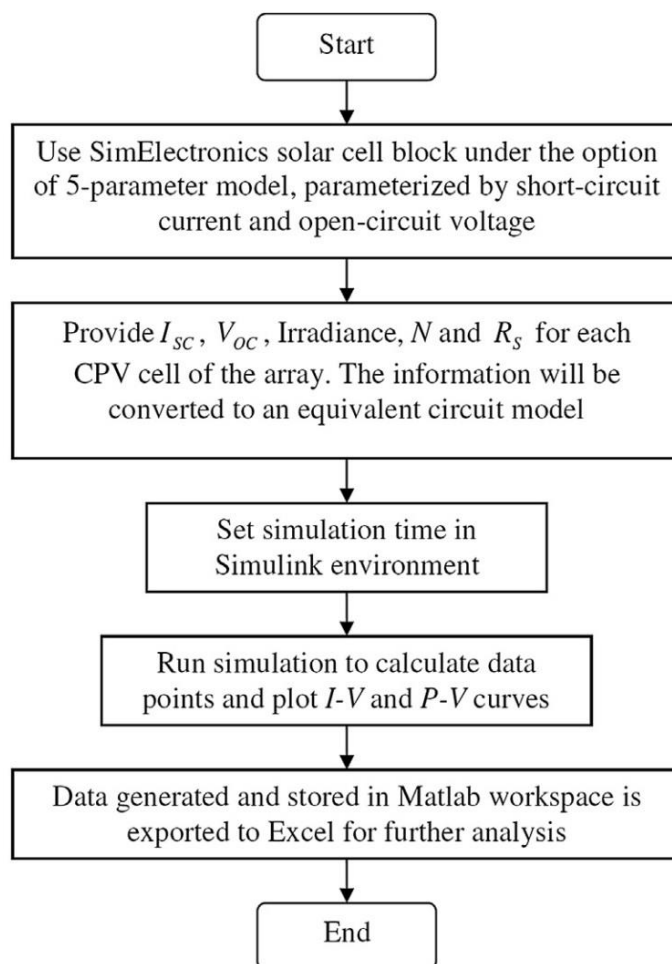 Start
Use SimElectronics solar cell block under the option
of 5-parameter model, parameterized by short-circuit
current and open-circuit voltage
Provide I_SC, V_OC, Irradiance, N and R_S for each
CPV cell of the array. The information will be
converted to an equivalent circuit model
Set simulation time in
Simulink environment
Run simulation to calculate data
points and plot I-V and P-V curves
Data generated and stored in Matlab workspace is
exported to Excel for further analysis
End